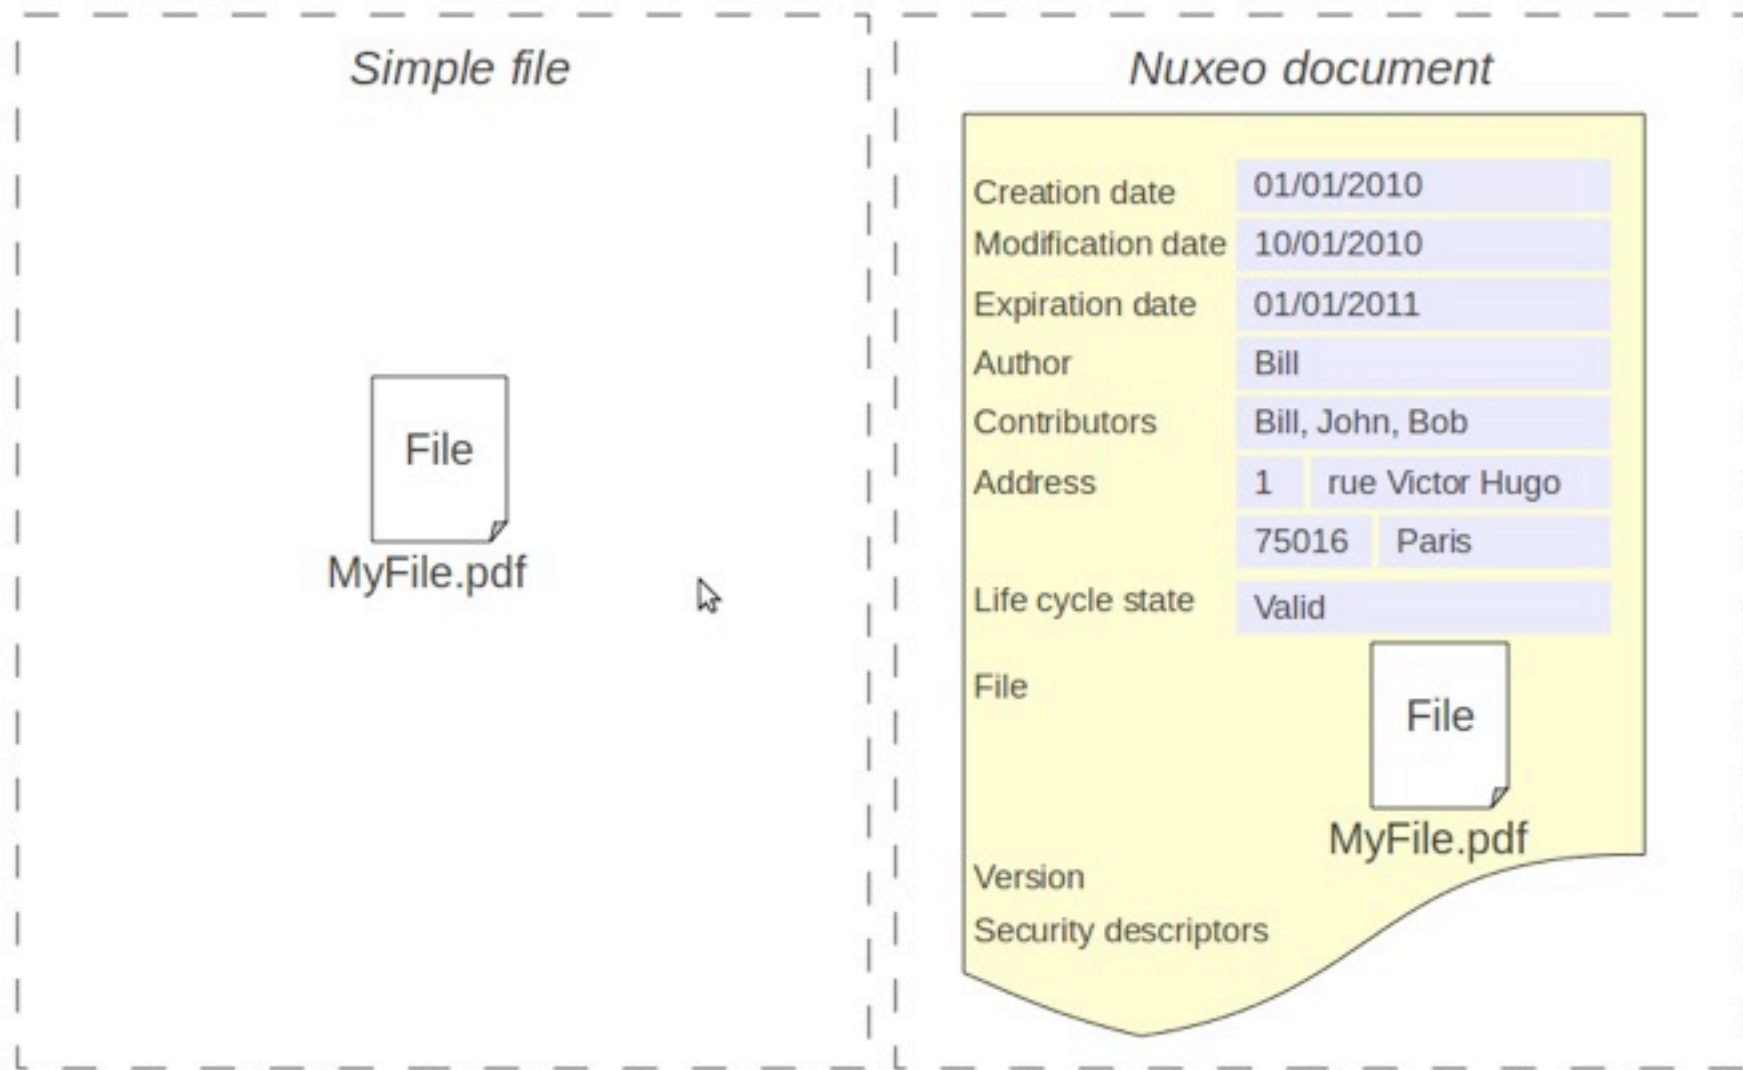 Simple file
File
MyFile.pdf
Nuxeo document
Creation date 01/01/2010
Modification date 10/01/2010
Expiration date 01/01/2011
Author Bill
Contributors Bill, John, Bob
Address 1 rue Victor Hugo
75016 Paris
Life cycle state Valid
File
File
MyFile.pdf
Version
Security descriptors